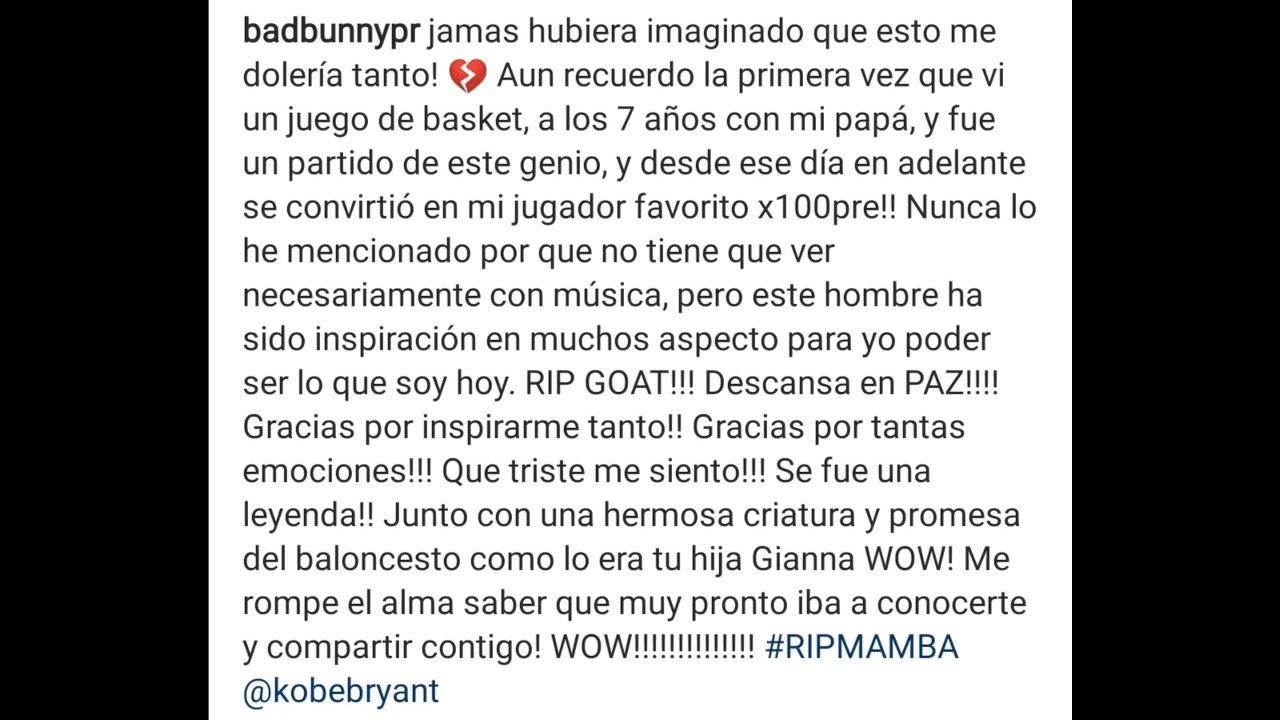 badbunnypr jamas hubiera imaginado que esto me
dolería tanto! 💔 Aun recuerdo la primera vez que vi
un juego de basket, a los 7 años con mi papá, y fue
un partido de este genio, y desde ese día en adelante
se convirtió en mi jugador favorito x100pre!! Nunca lo
he mencionado por que no tiene que ver
necesariamente con música, pero este hombre ha
sido inspiración en muchos aspecto para yo poder
ser lo que soy hoy. RIP GOAT!!! Descansa en PAZ!!!!
Gracias por inspirarme tanto!! Gracias por tantas
emociones!!! Que triste me siento!!! Se fue una
leyenda!! Junto con una hermosa criatura y promesa
del baloncesto como lo era tu hija Gianna WOW! Me
rompe el alma saber que muy pronto iba a conocerte
y compartir contigo! WOW!!!!!!!!!!!!!! #RIPMAMBA
@kobebryant